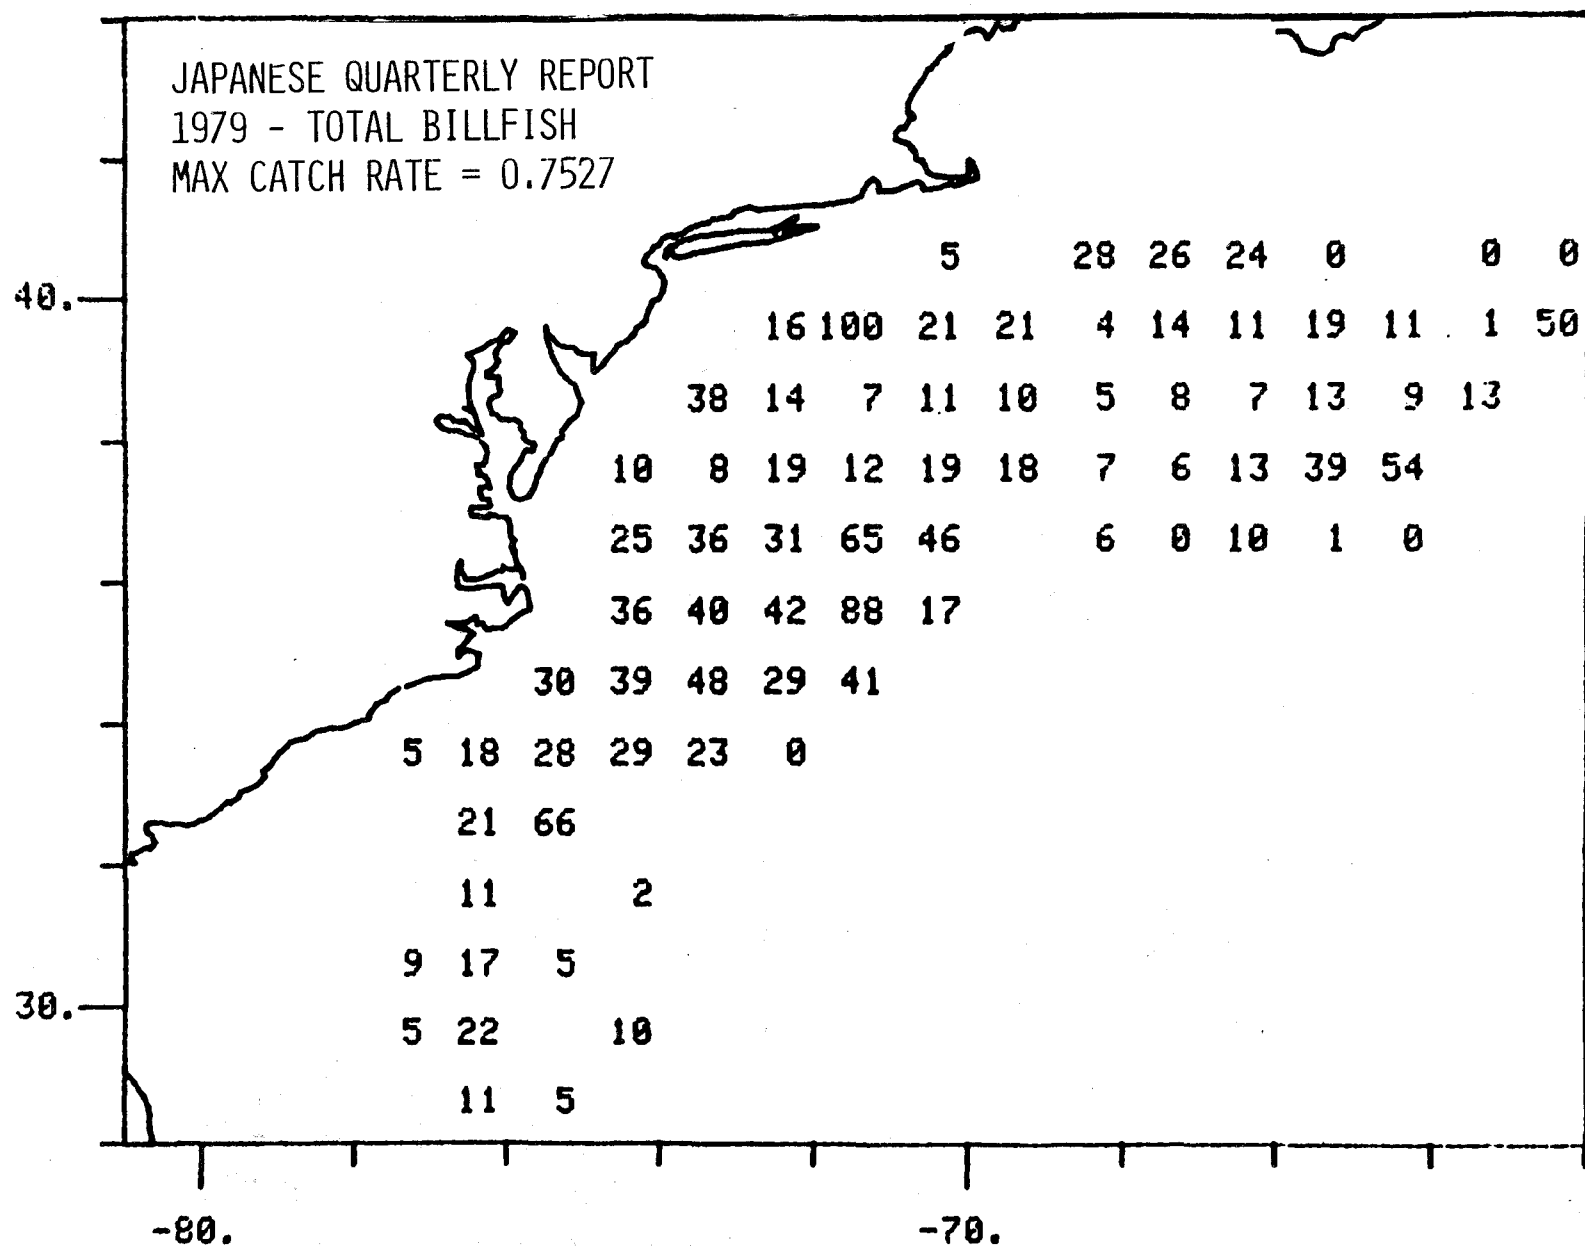 JAPANESE QUARTERLY REPORT
1979 - TOTAL BILLFISH
MAX CATCH RATE = 0.7527
5 28 26 24 0 0 0
40.
16 100 21 21 4 14 11 19 11 1 50
38 14 7 11 10 5 8 7 13 9 13
10 8 19 12 19 18 7 6 13 39 54
25 36 31 65 46 6 0 10 1 0
36 40 42 88 17
30 39 48 29 41
5 18 28 29 23 0
21 66
11 2
9 17 5
30.
5 22 10
11 5
-80. -70.